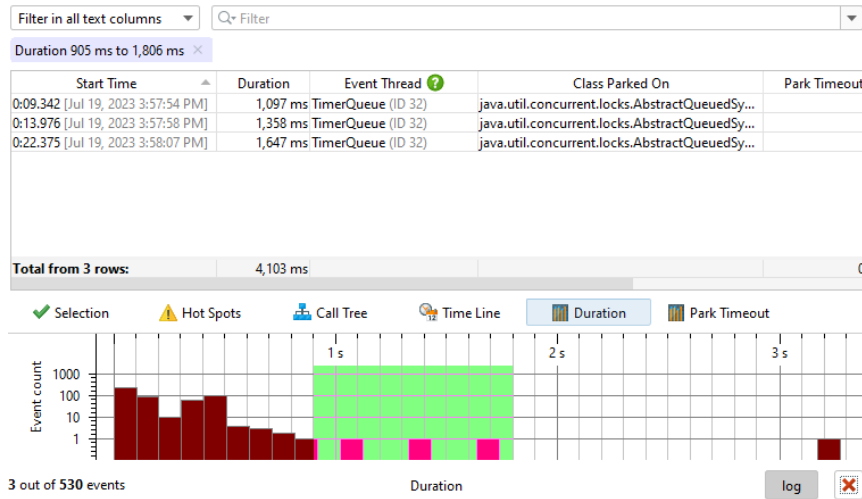 Filter in all text columns Filter
Duration 905 ms to 1,806 ms
Start Time Duration Event Thread Class Parked On Park Timeout
0:09.342 [Jul 19, 2023 3:57:54 PM] 1,097 ms TimerQueue (ID 32) java.util.concurrent.locks.AbstractQueuedSy...
0:13.976 [Jul 19, 2023 3:57:58 PM] 1,358 ms TimerQueue (ID 32) java.util.concurrent.locks.AbstractQueuedSy...
0:22.375 [Jul 19, 2023 3:58:07 PM] 1,647 ms TimerQueue (ID 32) java.util.concurrent.locks.AbstractQueuedSy...
Total from 3 rows: 4,103 ms 0
Selection Hot Spots Call Tree Time Line Duration Park Timeout
1 s 2 s 3 s
Event count
1000
100
10
1
3 out of 530 events Duration log